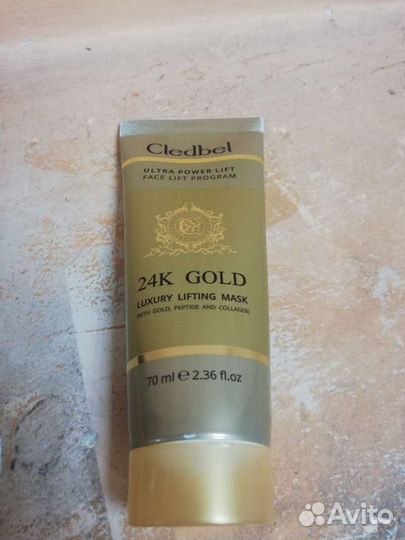 Cledbel
ULTRA POWER LIFT
FACE LIFT PROGRAM
24K GOLD
LUXURY LIFTING MASK
WITH GOLD, PEPTIDE AND COLLAGEN
70 ml e 2.36 fl.oz
Avito